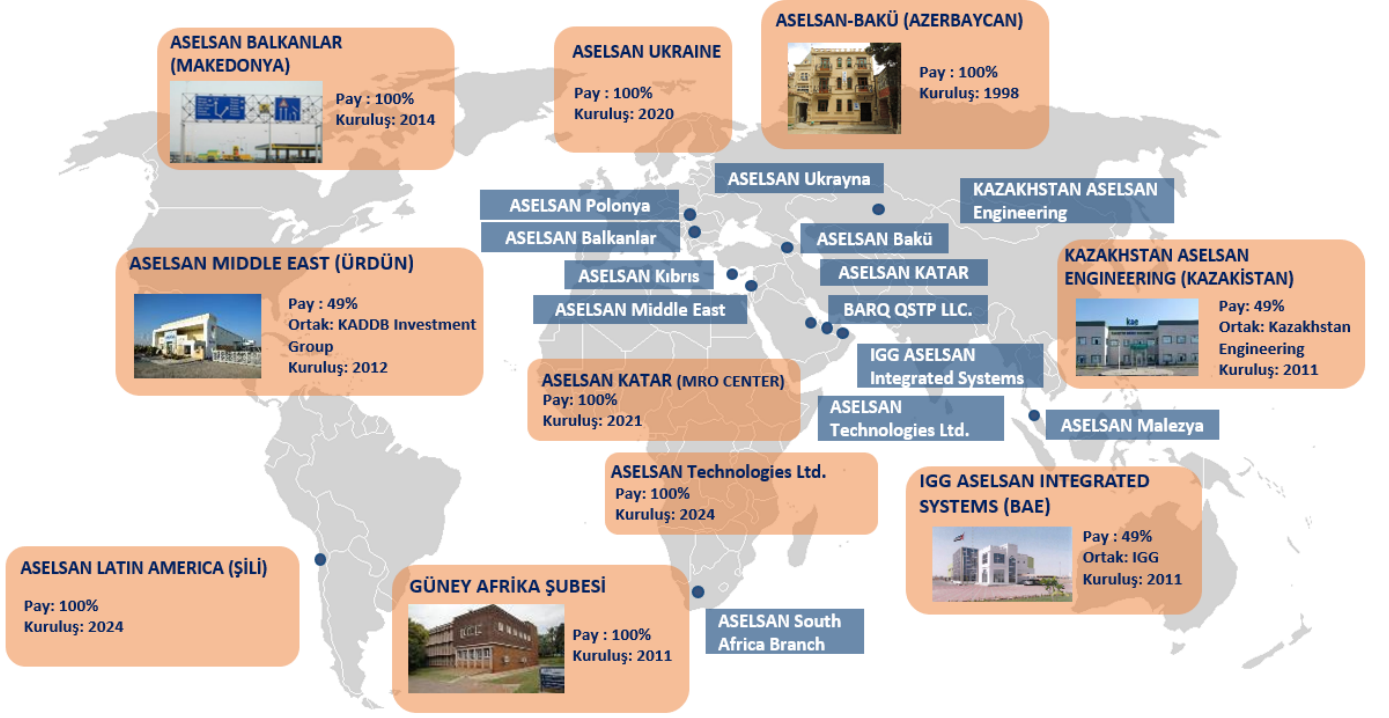 ASELSAN BALKANLAR
(MAKEDONYA)
Pay : 100%
Kuruluş: 2014
ASELSAN UKRAINE
Pay : 100%
Kuruluş: 2020
ASELSAN-BAKÜ (AZERBAYCAN)
Pay : 100%
Kuruluş: 1998
ASELSAN Ukrayna
KAZAKHSTAN ASELSAN
Engineering
ASELSAN Polonya
ASELSAN Balkanlar
ASELSAN Bakü
ASELSAN Kıbrıs
ASELSAN KATAR
ASELSAN Middle East
BARQ QSTP LLC.
IGG ASELSAN
Integrated Systems
ASELSAN
Technologies Ltd.
ASELSAN Malezya
ASELSAN MIDDLE EAST (ÜRDÜN)
Pay : 49%
Ortak: KADDB Investment
Group
Kuruluş: 2012
KAZAKHSTAN ASELSAN
ENGINEERING (KAZAKİSTAN)
kae
Pay: 49%
Ortak: Kazakhstan
Engineering
Kuruluş: 2011
ASELSAN KATAR (MRO CENTER)
Pay: 100%
Kuruluş: 2021
ASELSAN Technologies Ltd.
Pay: 100%
Kuruluş: 2024
IGG ASELSAN INTEGRATED
SYSTEMS (BAE)
Pay : 49%
Ortak: IGG
Kuruluş: 2011
ASELSAN LATIN AMERICA (ŞİLİ)
Pay: 100%
Kuruluş: 2024
GÜNEY AFRİKA ŞUBESİ
Pay : 100%
Kuruluş: 2011
ASELSAN South
Africa Branch